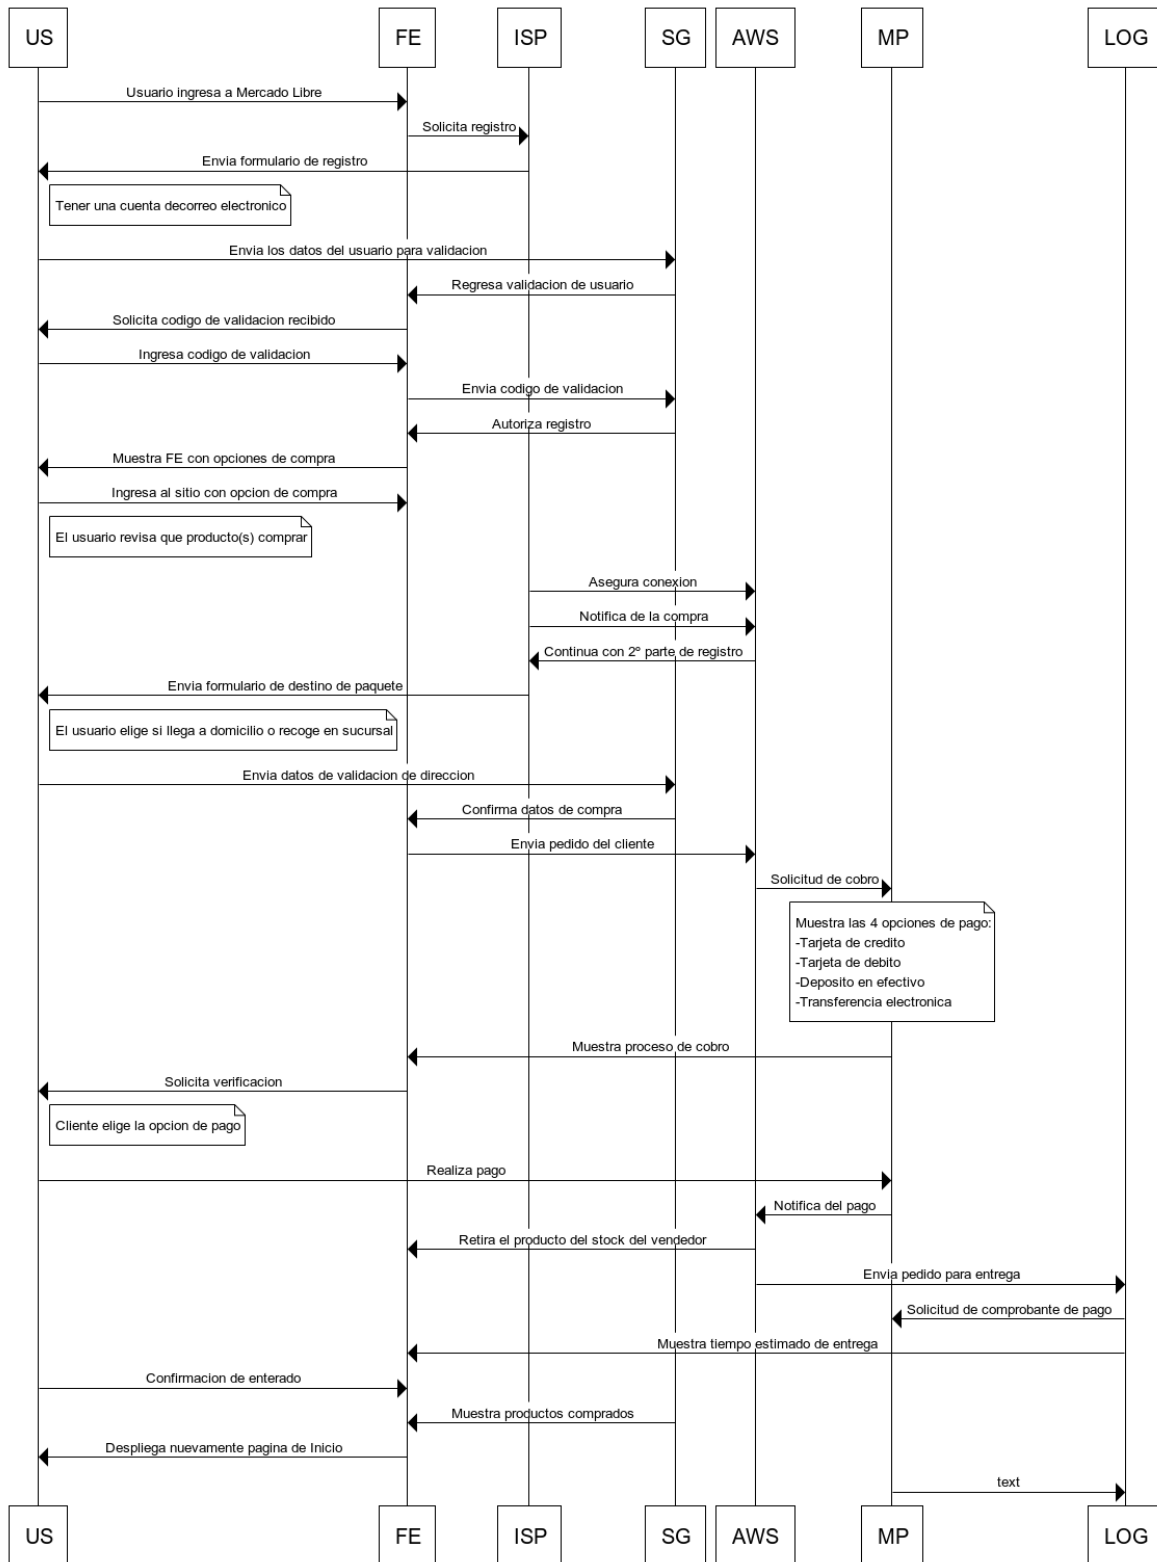 US FE ISP SG AWS MP LOG
Usuario ingresa a Mercado Libre
Solicita registro
Envia formulario de registro
Tener una cuenta decorreo electronico
Envia los datos del usuario para validacion
Regresa validacion de usuario
Solicita codigo de validacion recibido
Ingresa codigo de validacion
Envia codigo de validacion
Autoriza registro
Muestra FE con opciones de compra
Ingresa al sitio con opcion de compra
El usuario revisa que producto(s) comprar
Asegura conexion
Notifica de la compra
Continua con 2º parte de registro
Envia formulario de destino de paquete
El usuario elige si llega a domicilio o recoge en sucursal
Envia datos de validacion de direccion
Confirma datos de compra
Envia pedido del cliente
Solicitud de cobro
Muestra las 4 opciones de pago:
-Tarjeta de credito
-Tarjeta de debito
-Deposito en efectivo
-Transferencia electronica
Muestra proceso de cobro
Solicita verificacion
Cliente elige la opcion de pago
Realiza pago
Notifica del pago
Retira el producto del stock del vendedor
Envia pedido para entrega
Solicitud de comprobante de pago
Muestra tiempo estimado de entrega
Confirmacion de enterado
Muestra productos comprados
Despliega nuevamente pagina de Inicio
text
US FE ISP SG AWS MP LOG